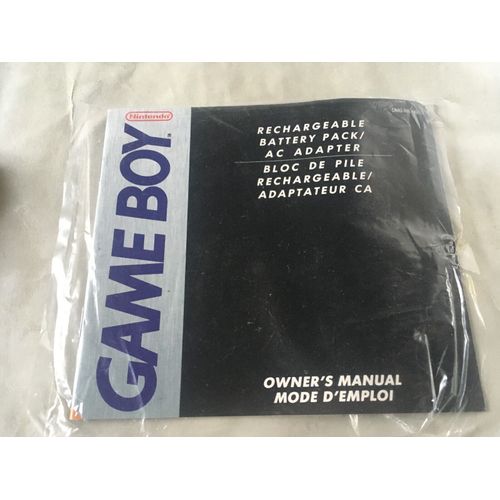 Nintendo
GAME BOY
RECHARGEABLE
BATTERY PACK/
AC ADAPTER
BLOC DE PILE
RECHARGEABLE/
ADAPTATEUR CA
OWNER'S MANUAL
MODE D'EMPLOI